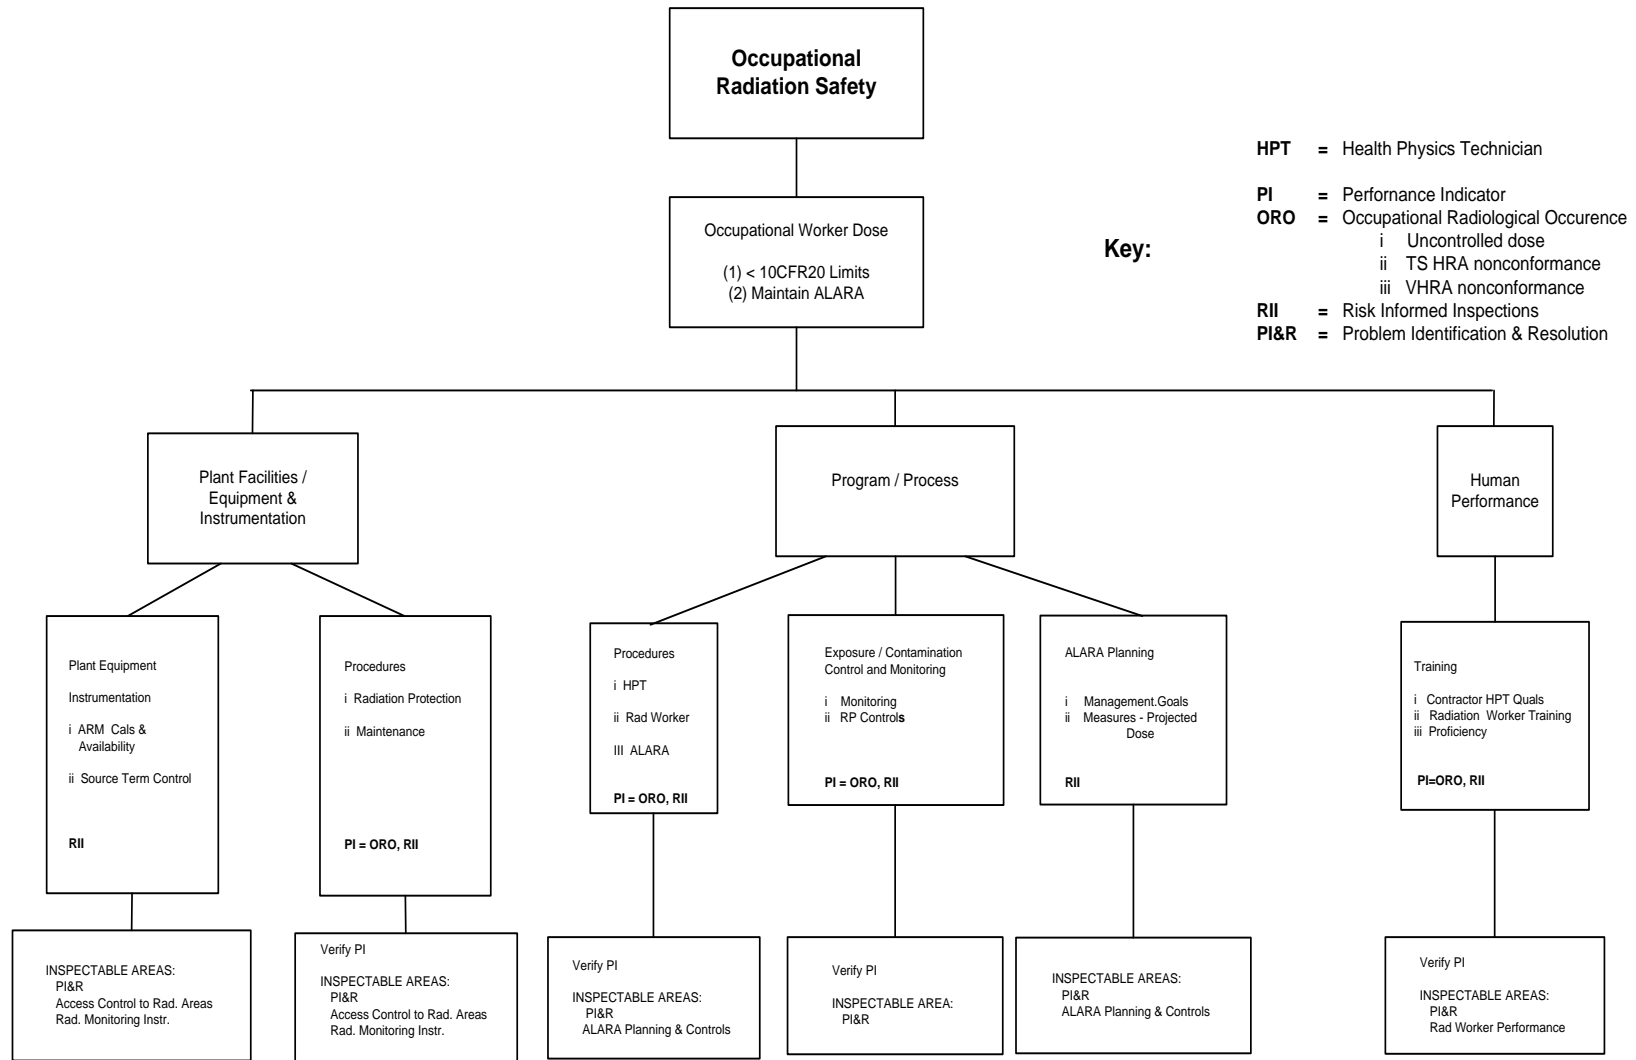 Occupational
Radiation Safety
HPT = Health Physics Technician
PI = Perfornance Indicator
ORO = Occupational Radiological Occurence
i Uncontrolled dose
ii TS HRA nonconformance
iii VHRA nonconformance
RII = Risk Informed Inspections
PI&R = Problem Identification & Resolution
Key:
Occupational Worker Dose
(1) < 10CFR20 Limits
(2) Maintain ALARA
Plant Facilities /
Equipment &
Instrumentation
Program / Process
Human
Performance
Plant Equipment
Instrumentation
i ARM Cals &
Availability
ii Source Term Control
RII
Procedures
i Radiation Protection
ii Maintenance
PI = ORO, RII
Procedures
i HPT
ii Rad Worker
III ALARA
PI = ORO, RII
Exposure / Contamination
Control and Monitoring
i Monitoring
ii RP Controls
PI = ORO, RII
ALARA Planning
i Management.Goals
ii Measures - Projected
Dose
RII
Training
i Contractor HPT Quals
ii Radiation Worker Training
iii Proficiency
PI=ORO, RII
INSPECTABLE AREAS:
PI&R
Access Control to Rad. Areas
Rad. Monitoring Instr.
Verify PI
INSPECTABLE AREAS:
PI&R
Access Control to Rad. Areas
Rad. Monitoring Instr.
Verify PI
INSPECTABLE AREAS:
PI&R
ALARA Planning & Controls
Verify PI
INSPECTABLE AREA:
PI&R
INSPECTABLE AREAS:
PI&R
ALARA Planning & Controls
Verify PI
INSPECTABLE AREAS:
PI&R
Rad Worker Performance